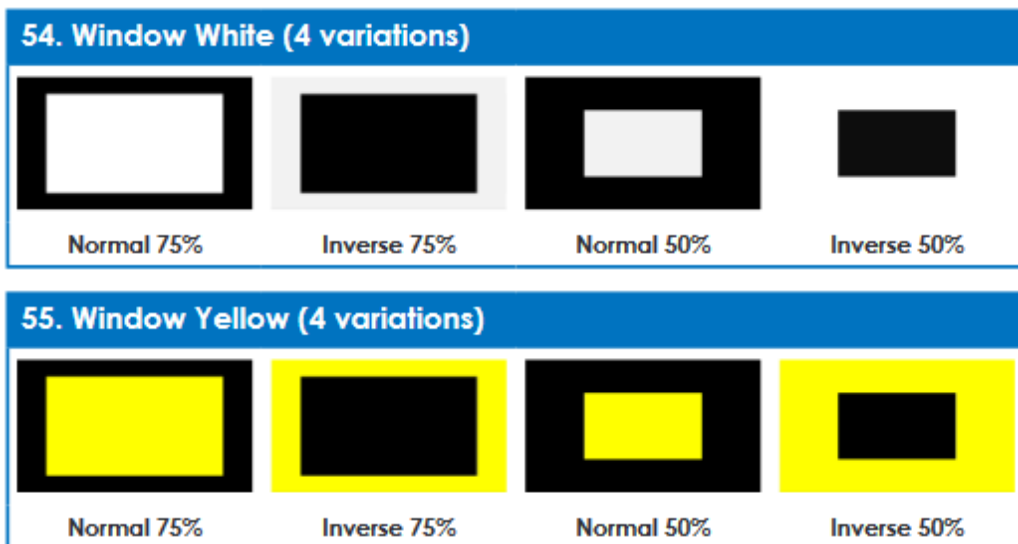 54. Window White (4 variations)
Normal 75% Inverse 75% Normal 50% Inverse 50%
55. Window Yellow (4 variations)
Normal 75% Inverse 75% Normal 50% Inverse 50%